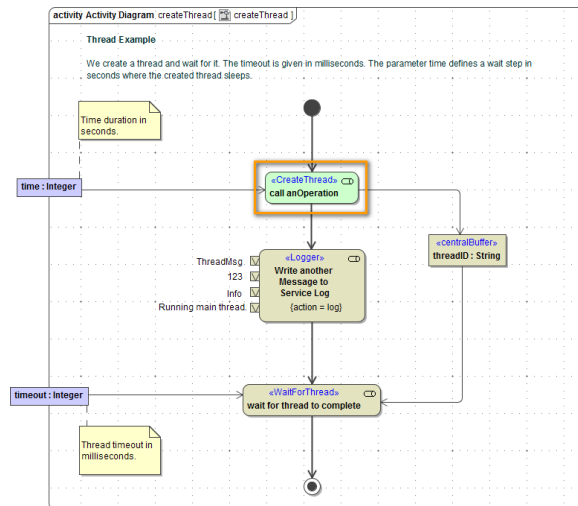 activity Activity Diagram createThread [ createThread ]
Thread Example
We create a thread and wait for it. The timeout is given in milliseconds. The parameter time defines a wait step in
seconds where the created thread sleeps.
Time duration in
seconds.
time : Integer
«CreateThread»
call anOperation
«centralBuffer»
threadID : String
ThreadMsg.
123
Info
Running main thread.
«Logger»
Write another
Message to
Service Log
{action = log}
timeout : Integer
«WaitForThread»
wait for thread to complete
Thread timeout in
milliseconds.